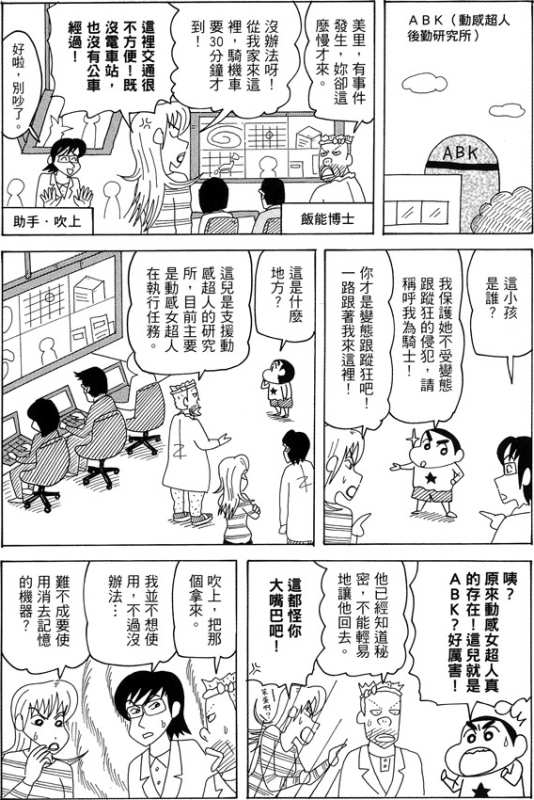 ABK（動感超人
後勤研究所）
ABK
美里，有事件
發生，妳卻這
麼慢才來。
沒辦法呀！
從我家來這
裡，騎機車
要30分鐘才
到！
這裡交通很
不方便！既
沒電車站，
也沒有公車
經過！
好啦，別吵了。
飯能博士
助手．吹上
這小孩
是誰？
我保護她不受變態
跟蹤狂的侵犯，請
稱呼我為騎士！
你才是變態跟蹤狂吧！
一路跟著我來這裡！
這是什麼
地方？
這兒是支援動
感超人的研究
所，目前主要
是動感女超人
在執行任務。
咦？
原來動感女超人真
的存在！這兒就是
ABK？好厲害！
他已經知道秘
密，不能輕易
地讓他回去。
這都怪你
大嘴巴吧！
吹上，把那
個拿來。
我並不想使
用，不過沒
辦法…
難不成要使
用消去記憶
的機器？